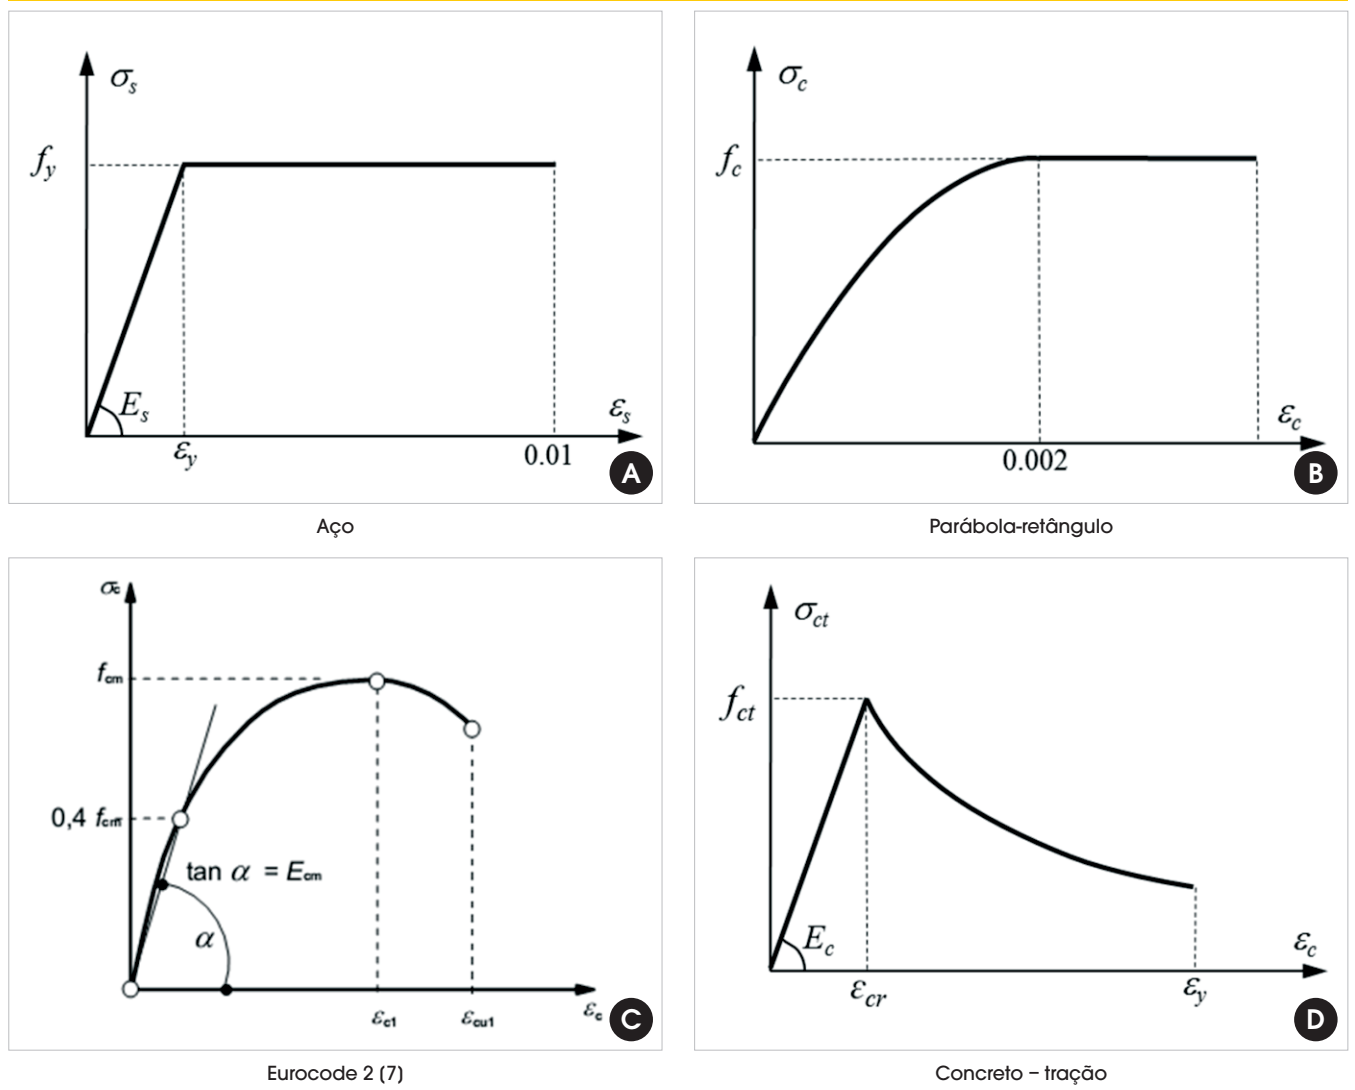 σs
fy
Es
εs
εy
0.01
A
Aço
σc
fc
εc
0.002
B
Parábola-retângulo
σc
fcm
0,4 fcm
tan α = Ecm
α
εc1
εcu1
εc
C
Eurocode 2 (7)
σct
fct
Ec
εc
εcr
εy
D
Concreto – tração